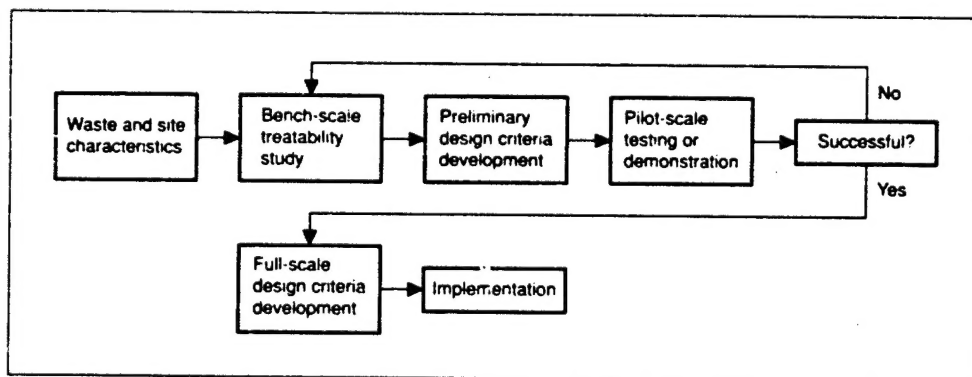 Waste and site
characteristics
Bench-scale
treatability
study
Preliminary
design criteria
development
Pilot-scale
testing or
demonstration
Successful?
No
Yes
Full-scale
design criteria
development
Implementation